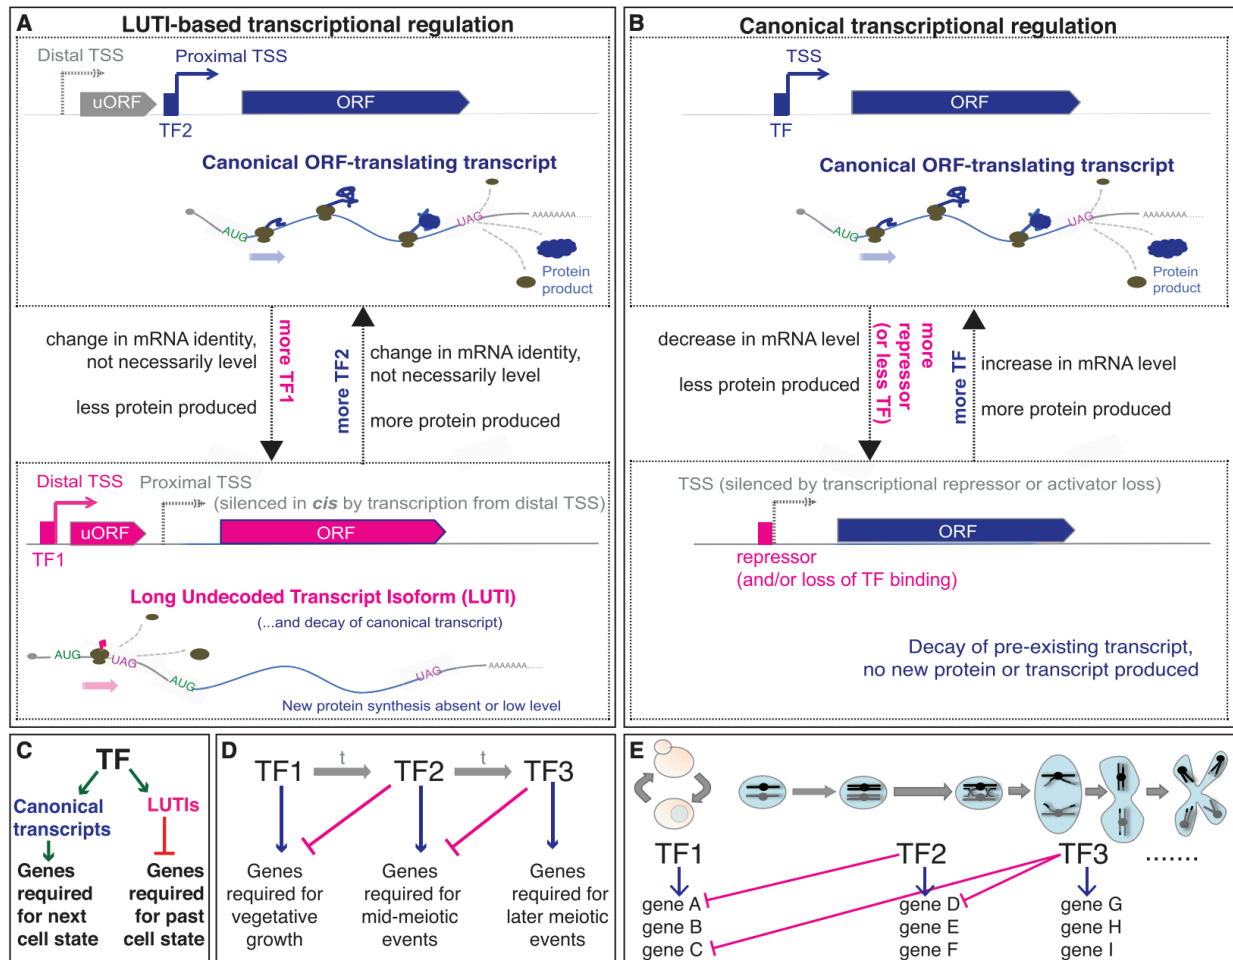 A
LUTI-based transcriptional regulation
Distal TSS
Proximal TSS
uORF
ORF
TF2
Canonical ORF-translating transcript
AUG
UAG
AAAAAAAA......
Protein
product
change in mRNA identity,
not necessarily level
less protein produced
more TF1
more TF2
change in mRNA identity,
not necessarily level
more protein produced
Distal TSS
Proximal TSS
(silenced in cis by transcription from distal TSS)
uORF
ORF
TF1
Long Undecoded Transcript Isoform (LUTI)
(...and decay of canonical transcript)
AUG
UAG
AUG
UAG
AAAAAAA......
New protein synthesis absent or low level
B
Canonical transcriptional regulation
TSS
ORF
TF
Canonical ORF-translating transcript
AUG
UAG
AAAAAAAA......
Protein
product
decrease in mRNA level
less protein produced
more
repressor
(or less TF)
more TF
increase in mRNA level
more protein produced
TSS (silenced by transcriptional repressor or activator loss)
ORF
repressor
(and/or loss of TF binding)
Decay of pre-existing transcript,
no new protein or transcript produced
C
TF
Canonical
transcripts
LUTIs
Genes
required
for next
cell state
Genes
required
for past
cell state
D
TF1
t
TF2
t
TF3
Genes
required for
vegetative
growth
Genes
required for
mid-meiotic
events
Genes
required for
later meiotic
events
E
TF1
TF2
TF3
.......
gene A
gene B
gene C
gene D
gene E
gene F
gene G
gene H
gene I